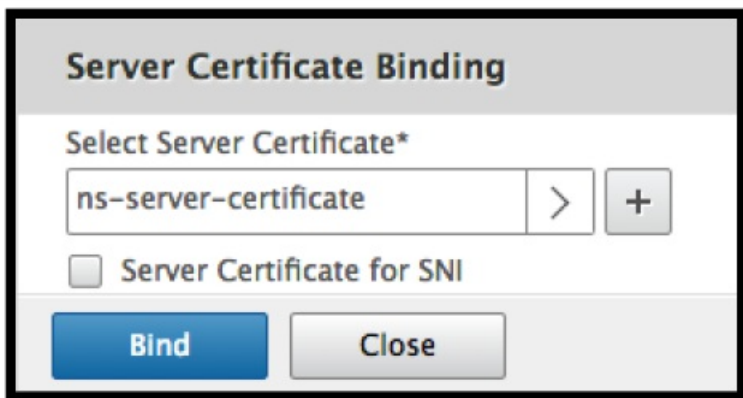 Server Certificate Binding
Select Server Certificate*
ns-server-certificate > +
Server Certificate for SNI
Bind Close